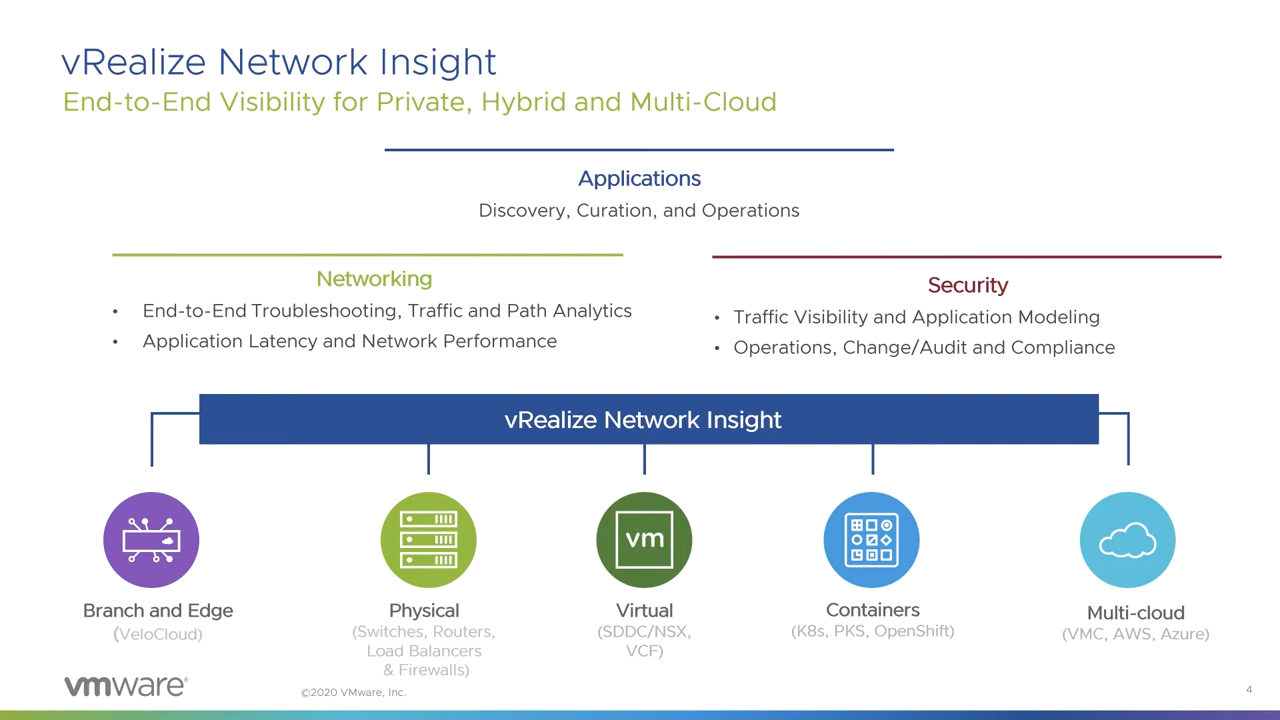 vRealize Network Insight
End-to-End Visibility for Private, Hybrid and Multi-Cloud
Applications
Discovery, Curation, and Operations
Networking
• End-to-End Troubleshooting, Traffic and Path Analytics
• Application Latency and Network Performance
Security
• Traffic Visibility and Application Modeling
• Operations, Change/Audit and Compliance
vRealize Network Insight
vm
Branch and Edge
(VeloCloud)
Physical
(Switches, Routers,
Load Balancers
& Firewalls)
Virtual
(SDDC/NSX,
VCF)
Containers
(K8s, PKS, OpenShift)
Multi-cloud
(VMC, AWS, Azure)
vmware®
©2020 VMware, Inc.
4